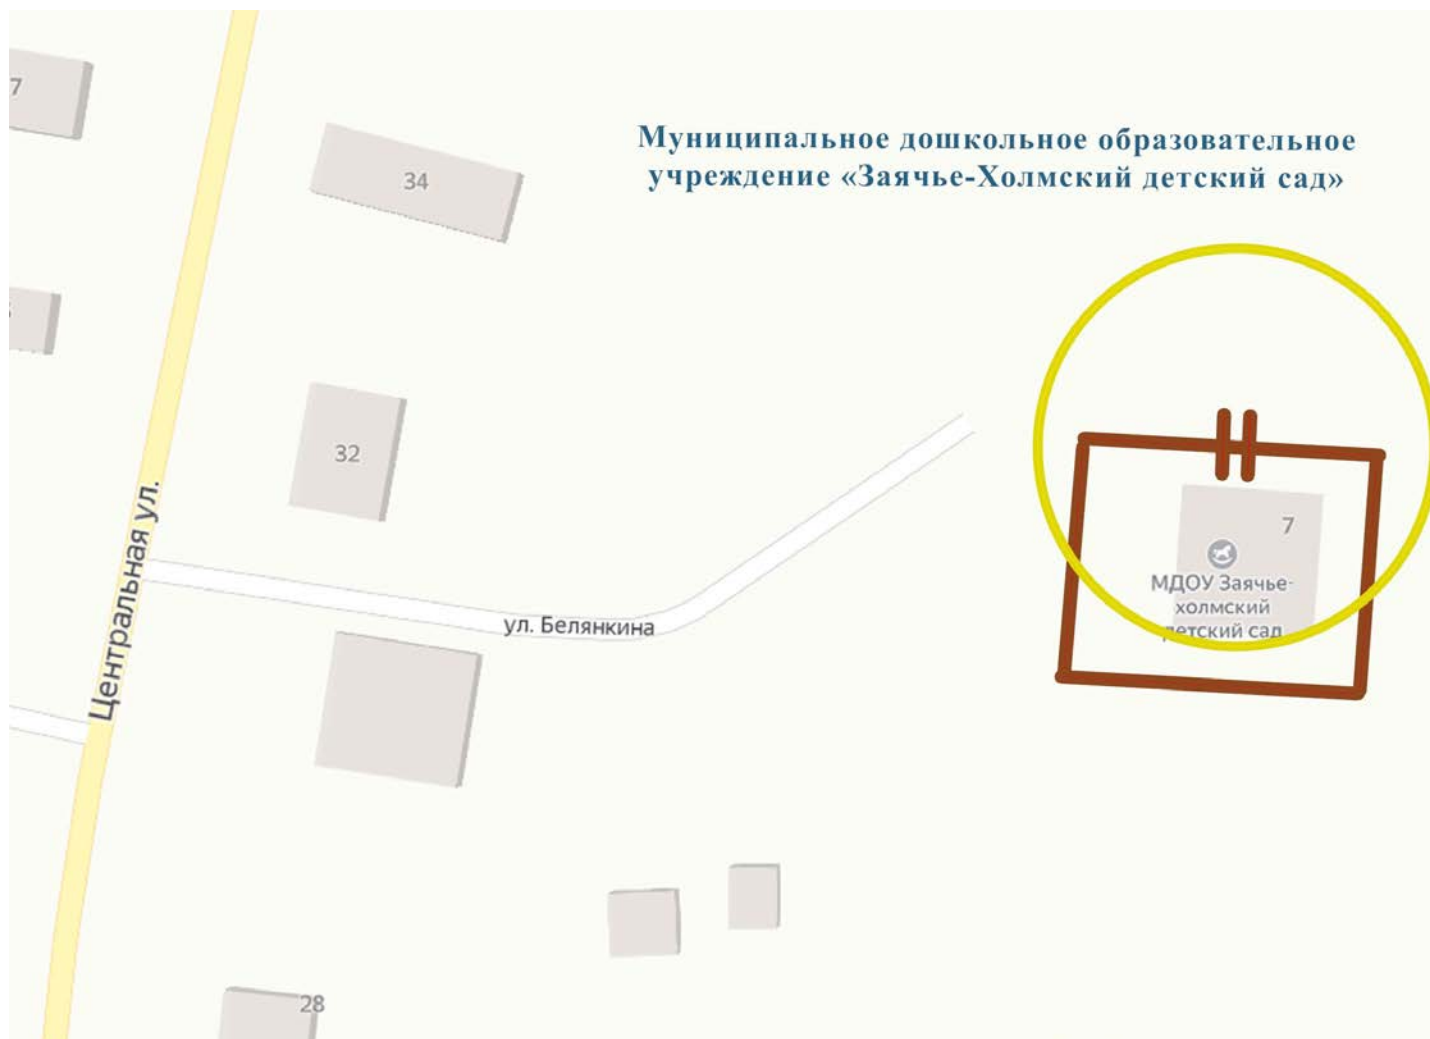 7
34
Муниципальное дошкольное образовательное
учреждение «Заячье-Холмский детский сад»
32
Центральная ул.
ул. Белянкина
7
МДОУ Заячье-
холмский
детский сад
28